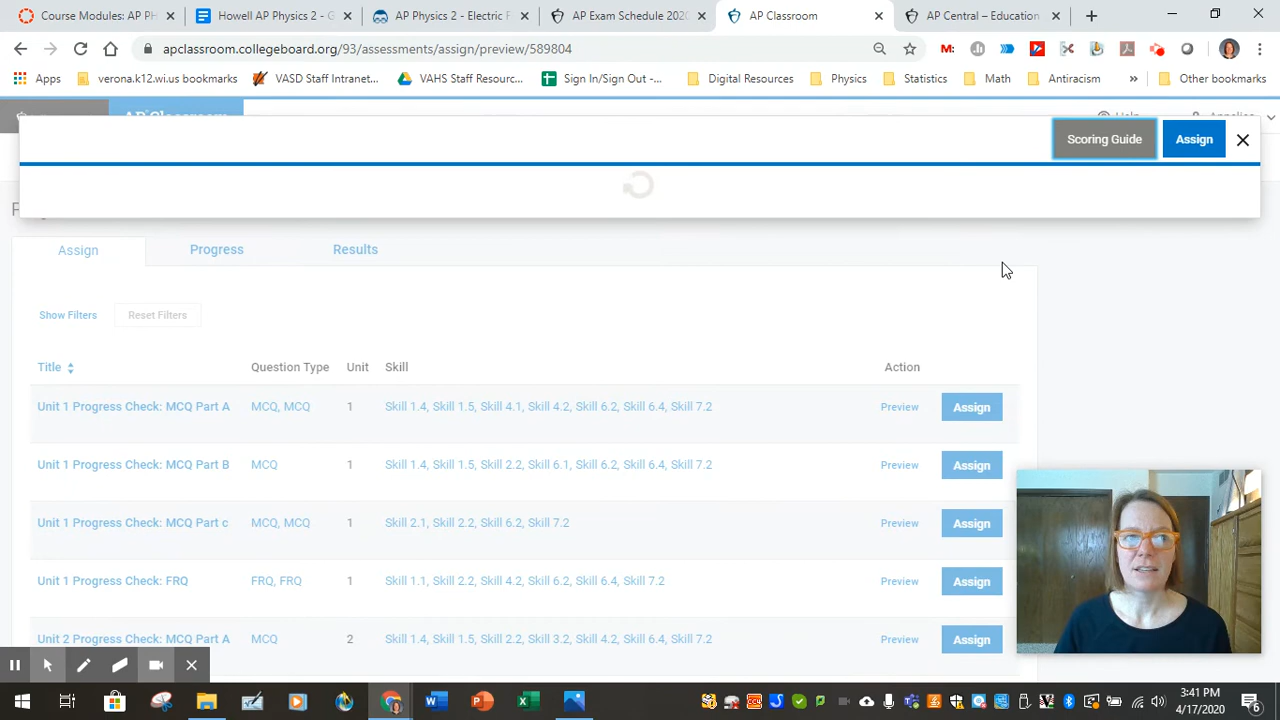 Course Modules: AP PH
Howell AP Physics 2 - G
AP Physics 2 - Electric F
AP Exam Schedule 2020
AP Classroom
AP Central – Education
apclassroom.collegeboard.org/93/assessments/assign/preview/589804
M:
Apps
verona.k12.wi.us bookmarks
VASD Staff Intranet...
VAHS Staff Resourc...
Sign In/Sign Out -...
Digital Resources
Physics
Statistics
Math
Antiracism
»
Other bookmarks
Help
Scoring Guide
Assign
Assign
Progress
Results
Show Filters
Reset Filters
Title
Question Type
Unit
Skill
Action
Unit 1 Progress Check: MCQ Part A
MCQ, MCQ
1
Skill 1.4, Skill 1.5, Skill 4.1, Skill 4.2, Skill 6.2, Skill 6.4, Skill 7.2
Preview
Assign
Unit 1 Progress Check: MCQ Part B
MCQ
1
Skill 1.4, Skill 1.5, Skill 2.2, Skill 6.1, Skill 6.2, Skill 6.4, Skill 7.2
Preview
Assign
Unit 1 Progress Check: MCQ Part c
MCQ, MCQ
1
Skill 2.1, Skill 2.2, Skill 6.2, Skill 7.2
Preview
Assign
Unit 1 Progress Check: FRQ
FRQ, FRQ
1
Skill 1.1, Skill 2.2, Skill 4.2, Skill 6.2, Skill 6.4, Skill 7.2
Preview
Assign
Unit 2 Progress Check: MCQ Part A
MCQ
2
Skill 1.4, Skill 1.5, Skill 2.2, Skill 3.2, Skill 4.2, Skill 6.4, Skill 7.2
Preview
Assign
3:41 PM
4/17/2020
6